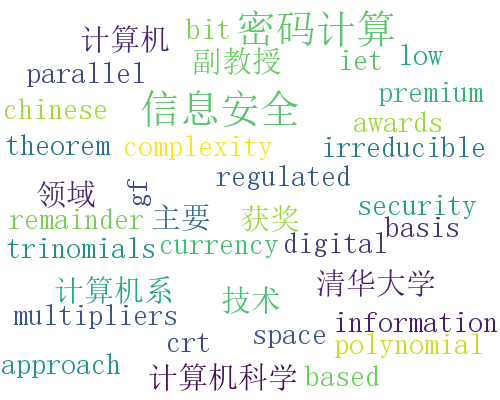 计算机 bit 密码计算
副教授 iet low
parallel
信息安全 premium
chinese awards
theorem complexity irreducible
regulated
领域 gf
remainder 主要 获奖 security
basis
trinomials currency digital
计算机系 技术 清华大学
multipliers information
crt space polynomial
approach 计算机科学 based